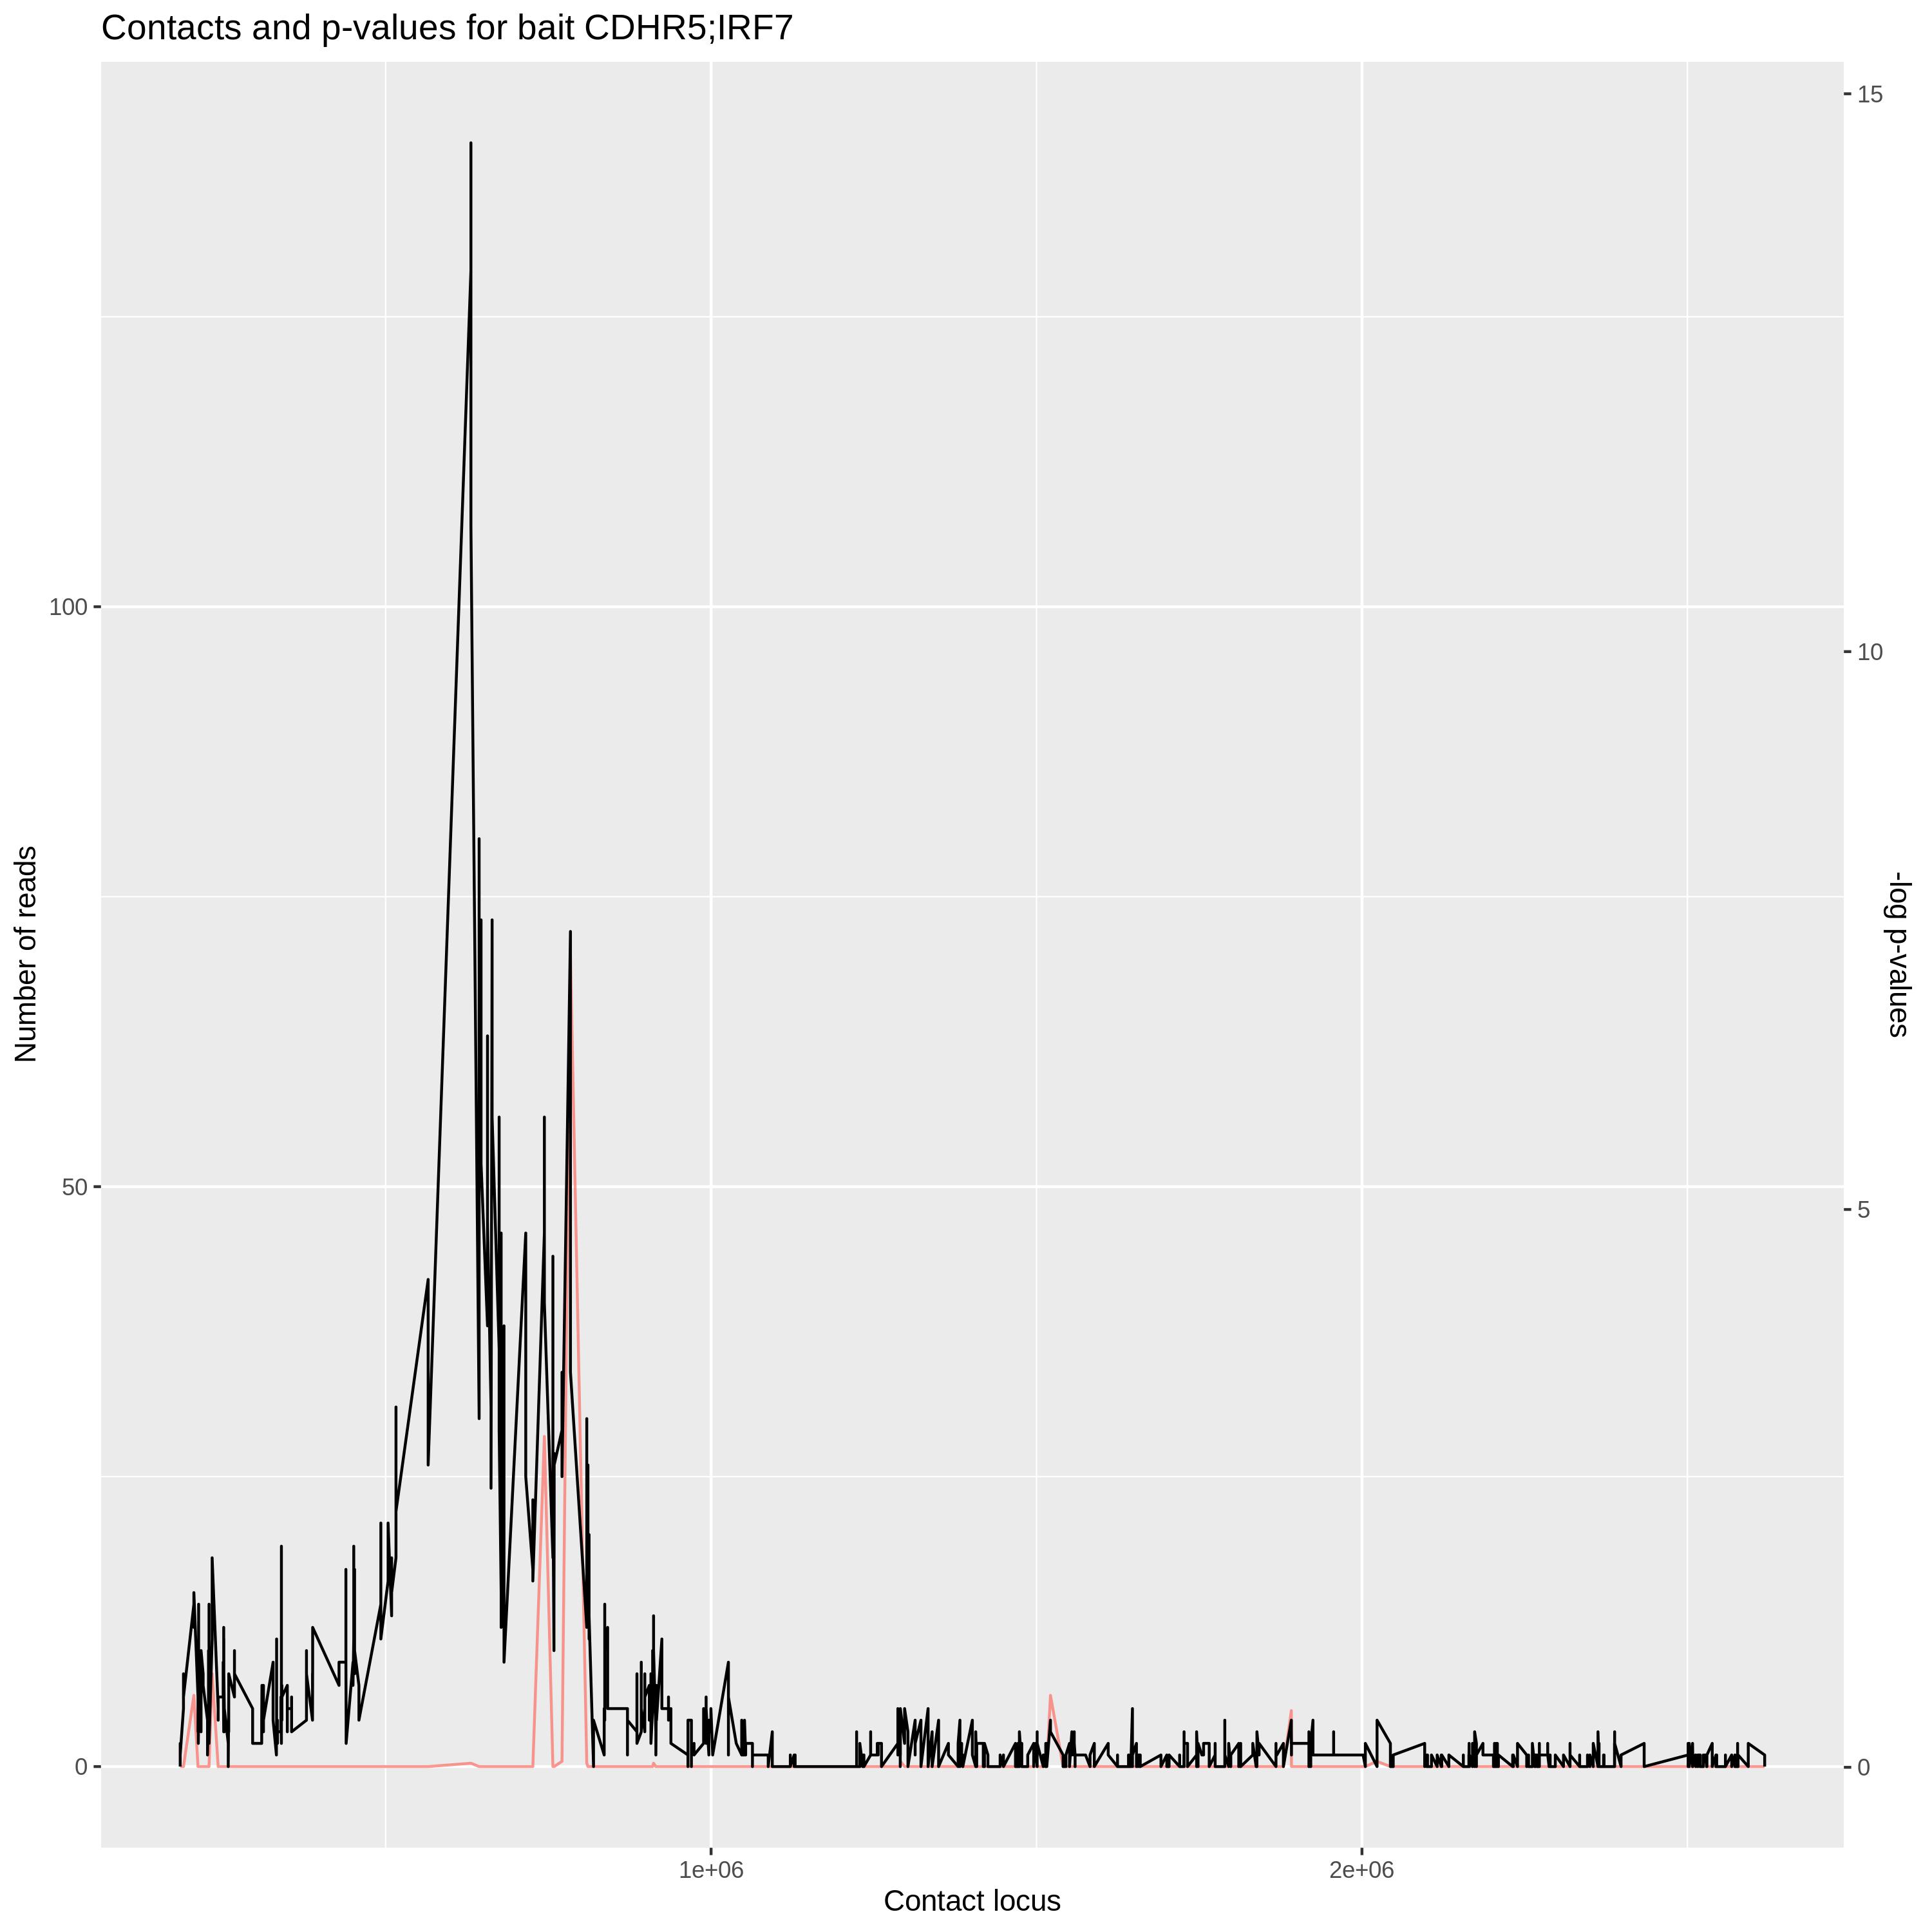 Contacts and p-values for bait CDHR5;IRF7
Number of reads
100
50
0
15
10
5
0
-log p-values
1e+06
2e+06
Contact locus